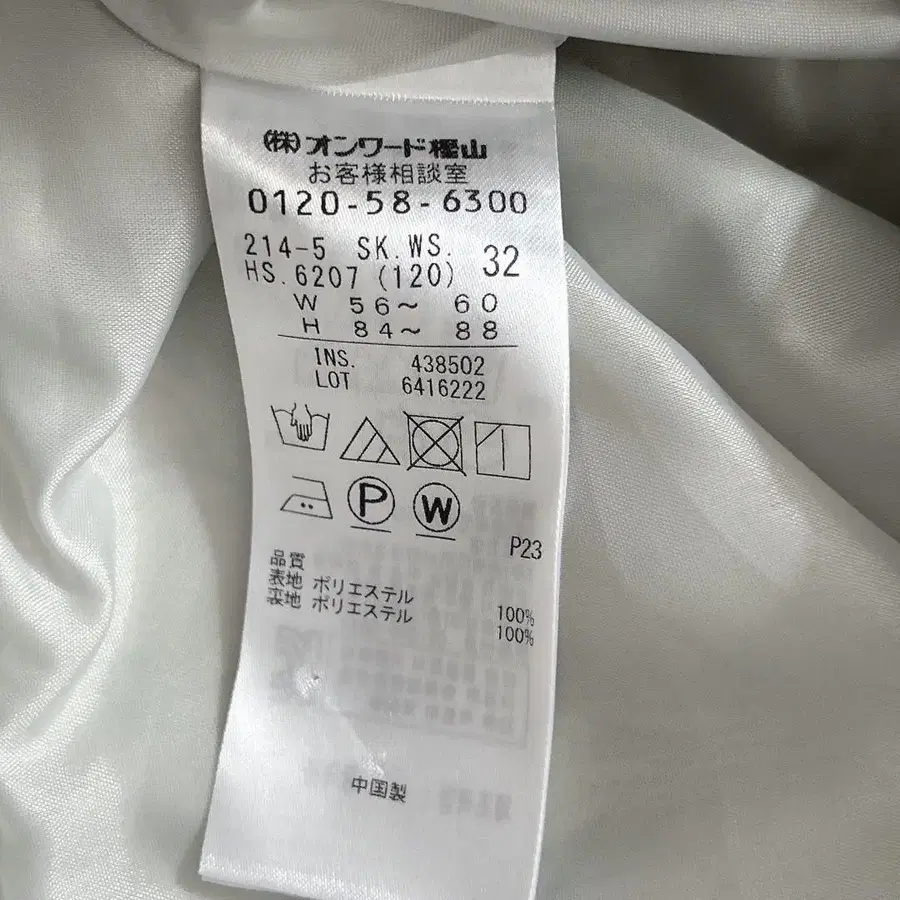 (株)オンワード樫山
お客様相談室
0120-58-6300
214-5 SK.WS. 32
HS.6207 (120)
W 56~ 60
H 84~ 88
INS. 438502
LOT 6416222
P
W
P23
品質
表地 ポリエステル 100%
裏地 ポリエステル 100%
中国製